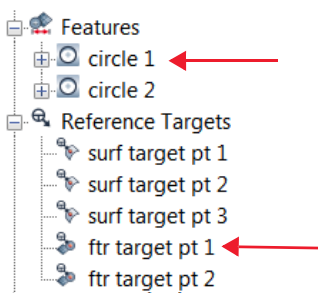 Features
circle 1
circle 2
Reference Targets
surf target pt 1
surf target pt 2
surf target pt 3
ftr target pt 1
ftr target pt 2